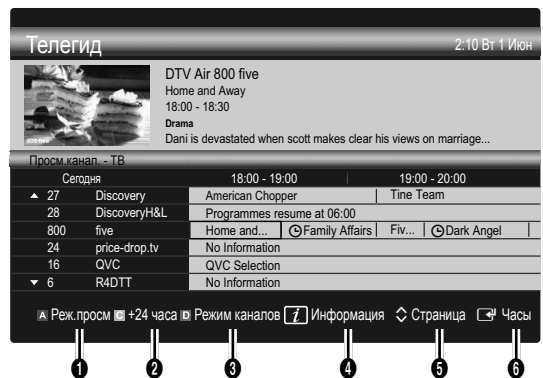 Телегид 2:10 Вт 1 Июн
DTV Air 800 five
Home and Away
18:00 - 18:30
Drama
Dani is devastated when scott makes clear his views on marriage...
800 five
Просм.канал. - ТВ
Сегодня 18:00 - 19:00 19:00 - 20:00
▲ 27 Discovery American Chopper Tine Team
28 DiscoveryH&L Programmes resume at 06:00
800 five Home and... Family Affairs Fiv... Dark Angel
24 price-drop.tv No Information
16 QVC QVC Selection
▼ 6 R4DTT No Information
A Реж.просм C +24 часа D Режим каналов i Информация Страница Часы
1 2 3 4 5 6